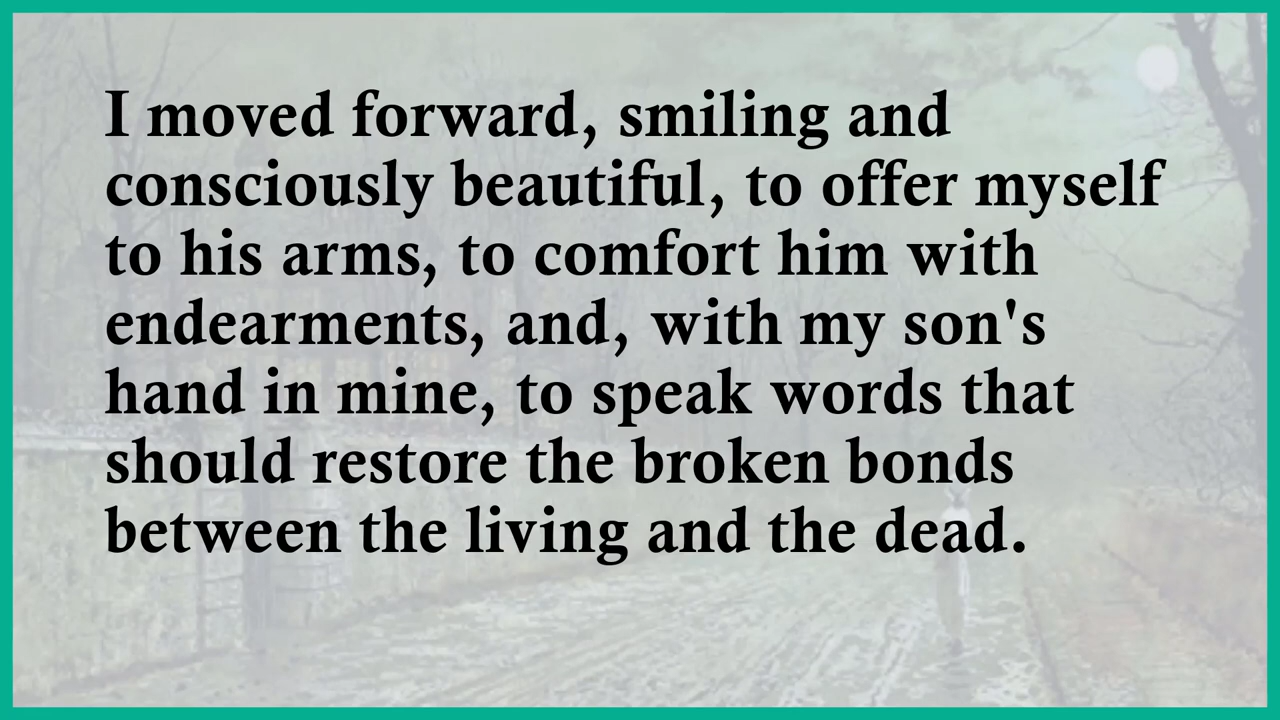 I moved forward, smiling and
consciously beautiful, to offer myself
to his arms, to comfort him with
endearments, and, with my son's
hand in mine, to speak words that
should restore the broken bonds
between the living and the dead.